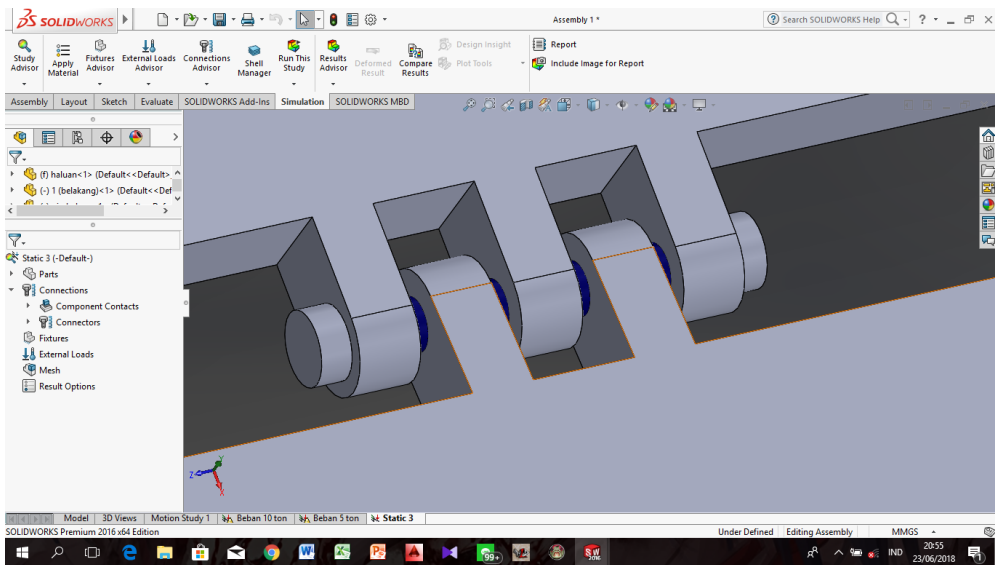 SOLIDWORKS
Assembly 1 *
Search SOLIDWORKS Help
Study Advisor
Apply Material
Fixtures Advisor
External Loads Advisor
Connections Advisor
Shell Manager
Run This Study
Results Advisor
Deformed Result
Compare Results
Design Insight
Plot Tools
Report
Include Image for Report
Assembly Layout Sketch Evaluate SOLIDWORKS Add-Ins Simulation SOLIDWORKS MBD
(f) haluan<1> (Default<<Default>_
(-) 1 (belakang)<1> (Default<<Def
Static 3 (-Default-)
Parts
Connections
Component Contacts
Connectors
Fixtures
External Loads
Mesh
Result Options
Z Y X
Model 3D Views Motion Study 1 Beban 10 ton Beban 5 ton Static 3
SOLIDWORKS Premium 2016 x64 Edition Under Defined Editing Assembly MMGS
99+ SW 2016 IND 20:55
23/06/2018